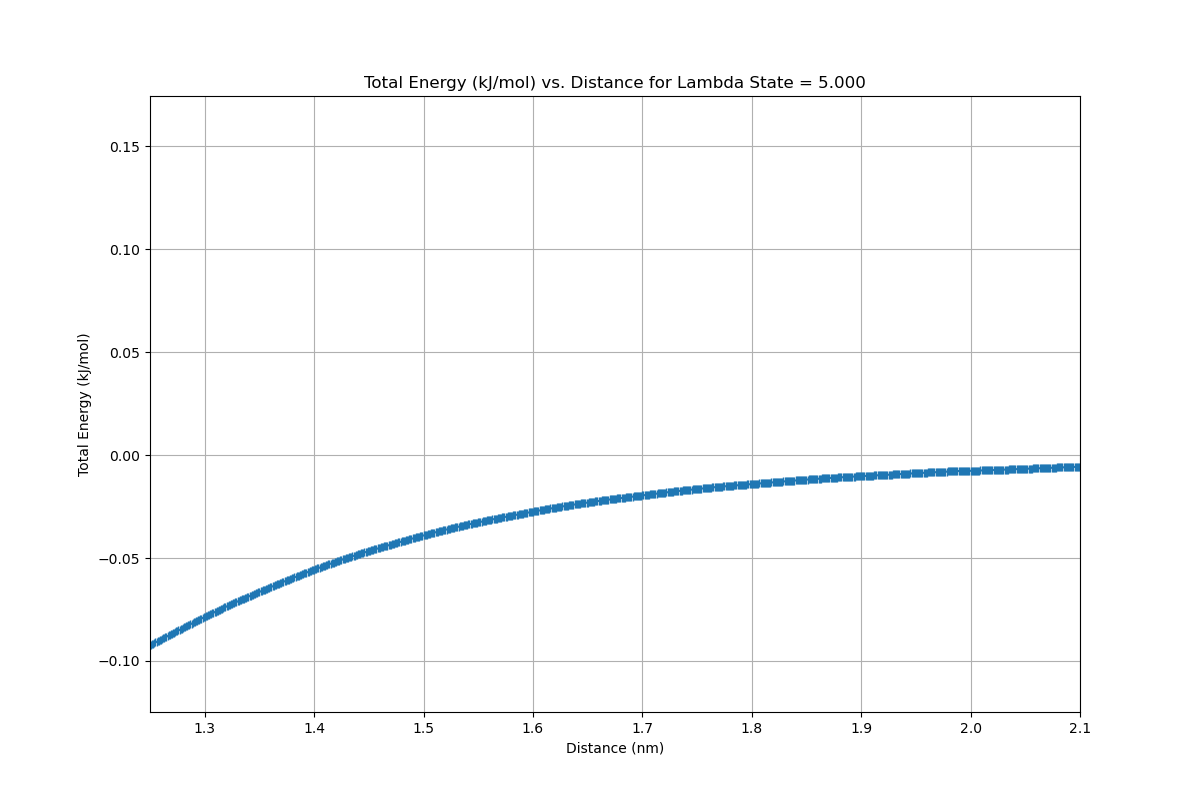 Total Energy (kJ/mol) vs. Distance for Lambda State = 5.000
0.15
0.10
0.05
0.00
−0.05
−0.10
Total Energy (kJ/mol)
1.3 1.4 1.5 1.6 1.7 1.8 1.9 2.0 2.1
Distance (nm)